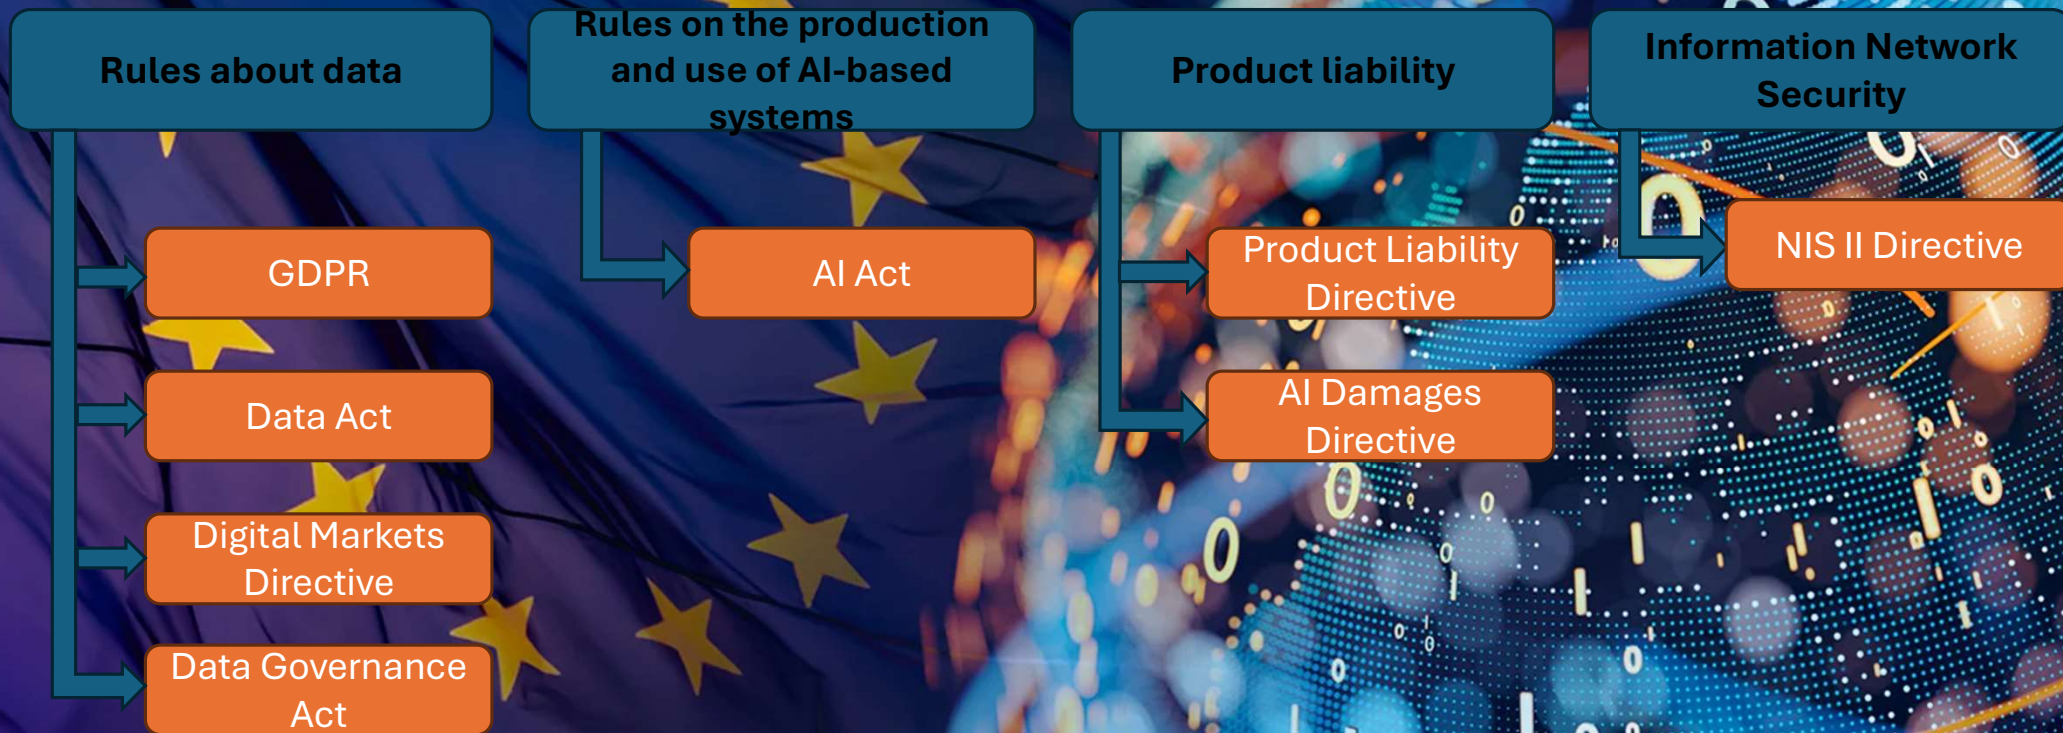 Rules about data
GDPR
Data Act
Digital Markets
Directive
Data Governance
Act
Rules on the production
and use of AI-based
systems
AI Act
Product liability
Product Liability
Directive
AI Damages
Directive
Information Network
Security
NIS II Directive